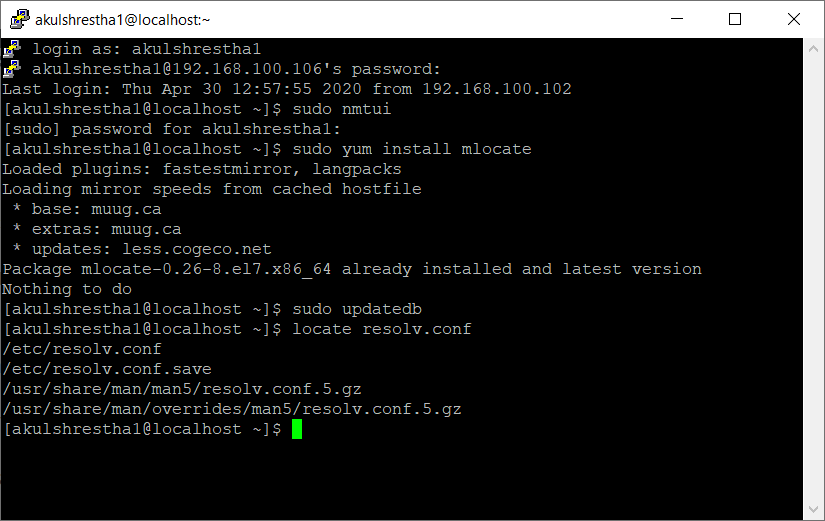 akulshrestha1@localhost:~
login as: akulshrestha1
akulshrestha1@192.168.100.106's password:
Last login: Thu Apr 30 12:57:55 2020 from 192.168.100.102
[akulshrestha1@localhost ~]$ sudo nmtui
[sudo] password for akulshrestha1:
[akulshrestha1@localhost ~]$ sudo yum install mlocate
Loaded plugins: fastestmirror, langpacks
Loading mirror speeds from cached hostfile
 * base: muug.ca
 * extras: muug.ca
 * updates: less.cogeco.net
Package mlocate-0.26-8.el7.x86_64 already installed and latest version
Nothing to do
[akulshrestha1@localhost ~]$ sudo updatedb
[akulshrestha1@localhost ~]$ locate resolv.conf
/etc/resolv.conf
/etc/resolv.conf.save
/usr/share/man/man5/resolv.conf.5.gz
/usr/share/man/overrides/man5/resolv.conf.5.gz
[akulshrestha1@localhost ~]$